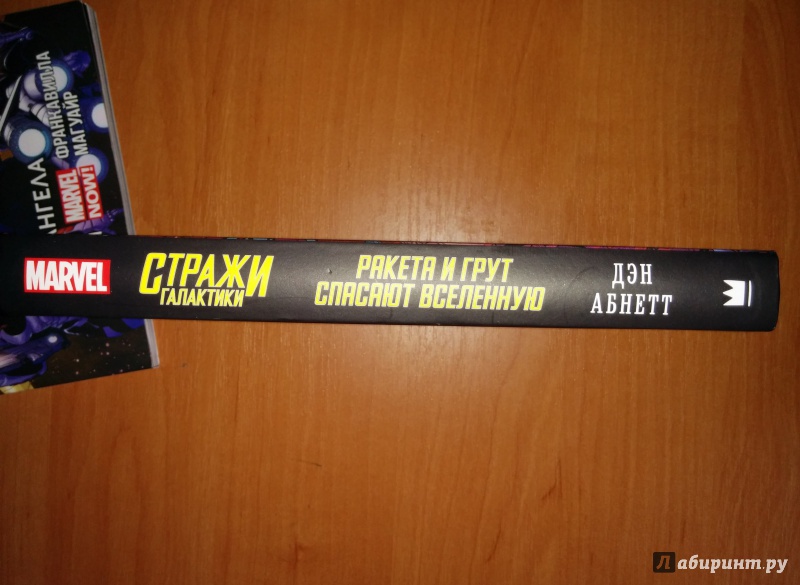 АНГЕЛА
ФРАНКАВИЛЛА
МАГУАЙР
MARVEL
NOW!
MARVEL
СТРАЖИ
ГАЛАКТИКИ
РАКЕТА И ГРУТ
СПАСАЮТ ВСЕЛЕННУЮ
ДЭН
АБНЕТТ
Лабиринт.ру